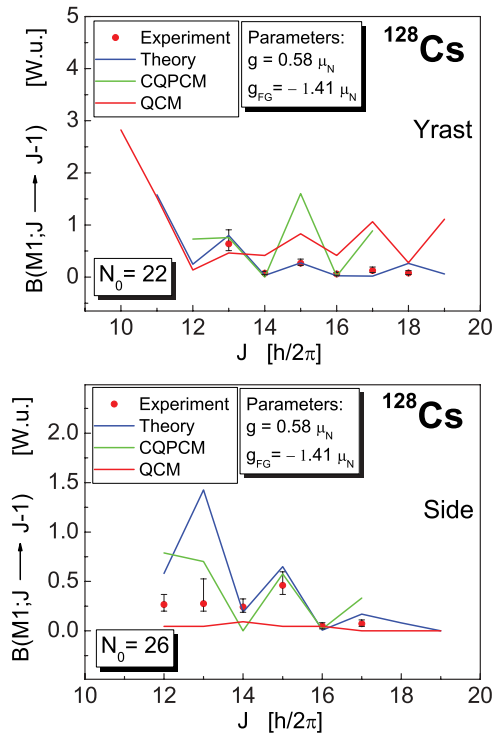 B(M1;J ⟶ J-1) [W.u.]
5
4
3
2
1
0
Experiment
Theory
CQPCM
QCM
Parameters:
g = 0.58 μN
gFG= − 1.41 μN
¹²⁸Cs
Yrast
N₀= 22
10 12 14 16 18 20
J [h/2π]
B(M1;J ⟶ J-1) [W.u.]
2.0
1.5
1.0
0.5
0.0
Experiment
Theory
CQPCM
QCM
Parameters:
g = 0.58 μN
gFG= − 1.41 μN
¹²⁸Cs
Side
N₀= 26
10 12 14 16 18 20
J [h/2π]